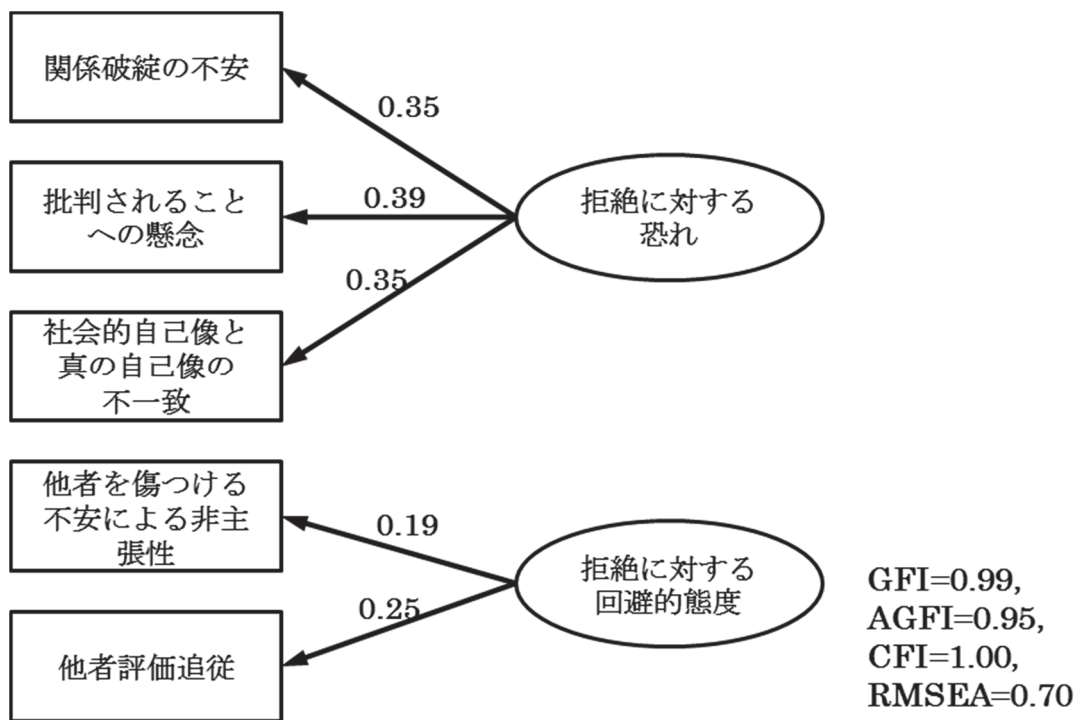 関係破綻の不安
0.35
批判されること
への懸念
0.39
拒絶に対する
恐れ
0.35
社会的自己像と
真の自己像の
不一致
他者を傷つける
不安による非主
張性
0.19
拒絶に対する
回避的態度
0.25
他者評価追従
GFI=0.99,
AGFI=0.95,
CFI=1.00,
RMSEA=0.70